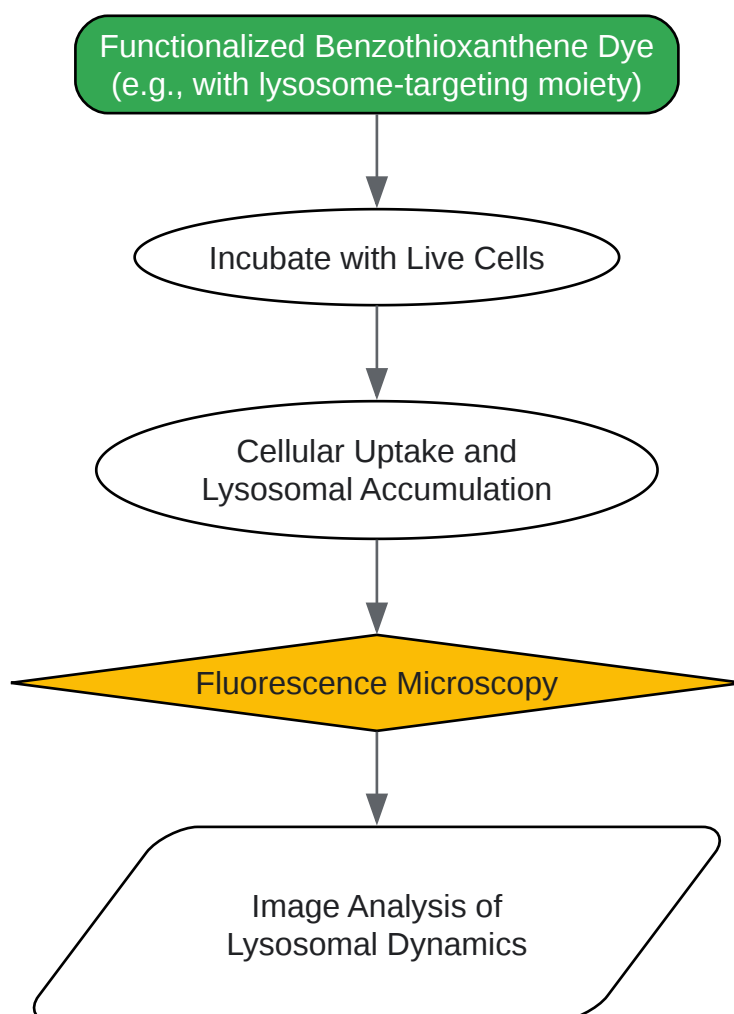 Functionalized Benzothioxanthene Dye
(e.g., with lysosome-targeting moiety)
Incubate with Live Cells
Cellular Uptake and
Lysosomal Accumulation
Fluorescence Microscopy
Image Analysis of
Lysosomal Dynamics